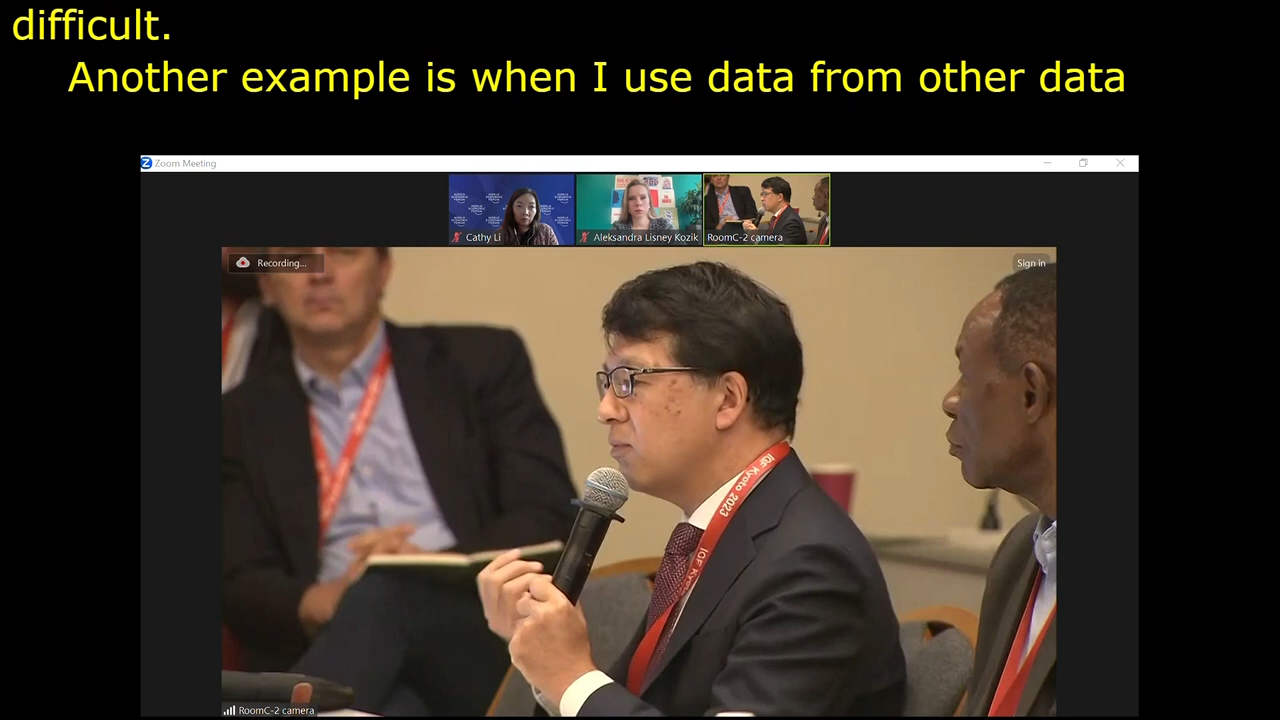 difficult.
Another example is when I use data from other data
Zoom Meeting
Cathy Li
Aleksandra Lisney Kozik
RoomC-2 camera
Recording...
Sign in
IGF Kyoto 2023
IGF Kyoto
RoomC-2 camera